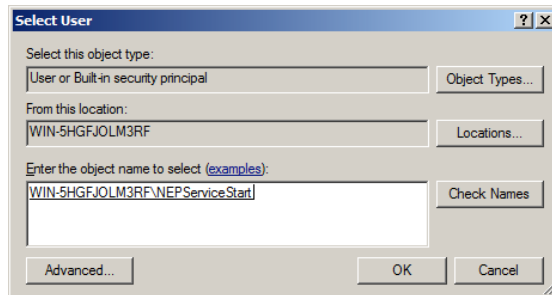 Select User
Select this object type:
User or Built-in security principal
Object Types...
From this location:
WIN-5HGFJOLM3RF
Locations...
Enter the object name to select (examples):
WIN-5HGFJOLM3RF\NEPServiceStart
Check Names
Advanced...
OK
Cancel